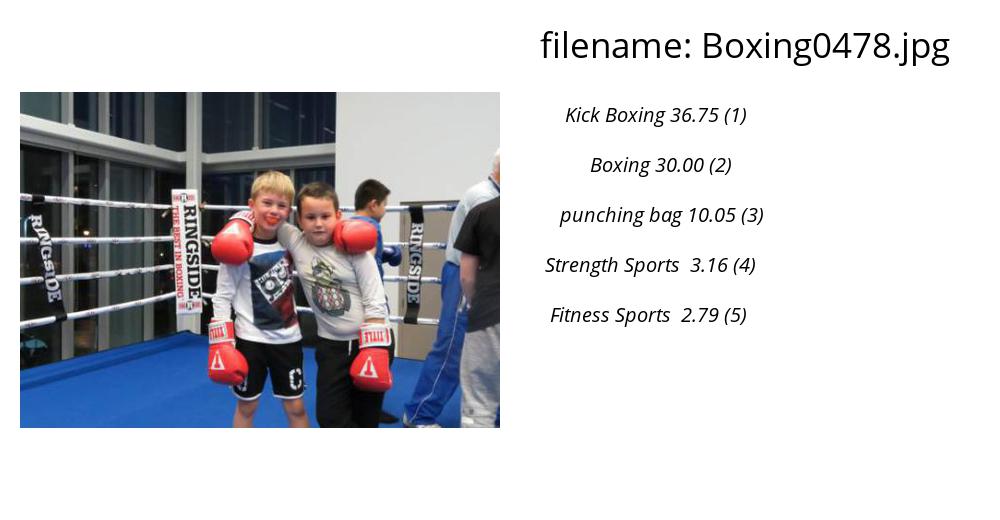 filename: Boxing0478.jpg
Kick Boxing 36.75 (1)
Boxing 30.00 (2)
punching bag 10.05 (3)
Strength Sports 3.16 (4)
Fitness Sports 2.79 (5)
RINGSIDE
RINGSIDE
THE BEST IN BOXING
RINGSIDE
TITLE
TITLE